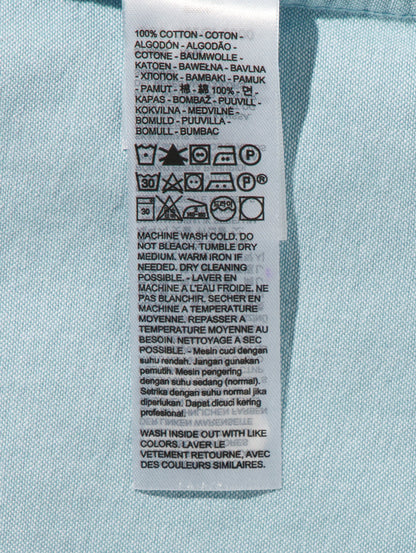 100% COTTON - COTON -
ALGODÓN - ALGODÃO -
COTONE - BAUMWOLLE -
KATOEN - BAWEŁNA - BAVLNA
- ХЛОПОК - BAMBAKI - PAMUK
- PAMUT - 棉 - 綿 100% - 면 -
KAPAS - BOMBAŽ - PUUVILL -
KOKVILNA - MEDVILNĖ -
BOMULD - PUUVILLA -
BOMULL - BUMBAC
P
30 P®
30
MACHINE WASH COLD. DO
NOT BLEACH. TUMBLE DRY
MEDIUM. WARM IRON IF
NEEDED. DRY CLEANING
POSSIBLE. - LAVER EN
MACHINE A L'EAU FROIDE. NE
PAS BLANCHIR. SECHER EN
MACHINE A TEMPERATURE
MOYENNE. REPASSER A
TEMPERATURE MOYENNE AU
BESOIN. NETTOYAGE A SEC
POSSIBLE. - Mesin cuci dengan
suhu rendah. Jangan gunakan
pemutih. Mesin pengering
dengan suhu sedang (normal).
Setrika dengan suhu normal jika
diperlukan. Dapat dicuci kering
profesional.
WASH INSIDE OUT WITH LIKE
COLORS. LAVER LE
VETEMENT RETOURNE, AVEC
DES COULEURS SIMILAIRES.